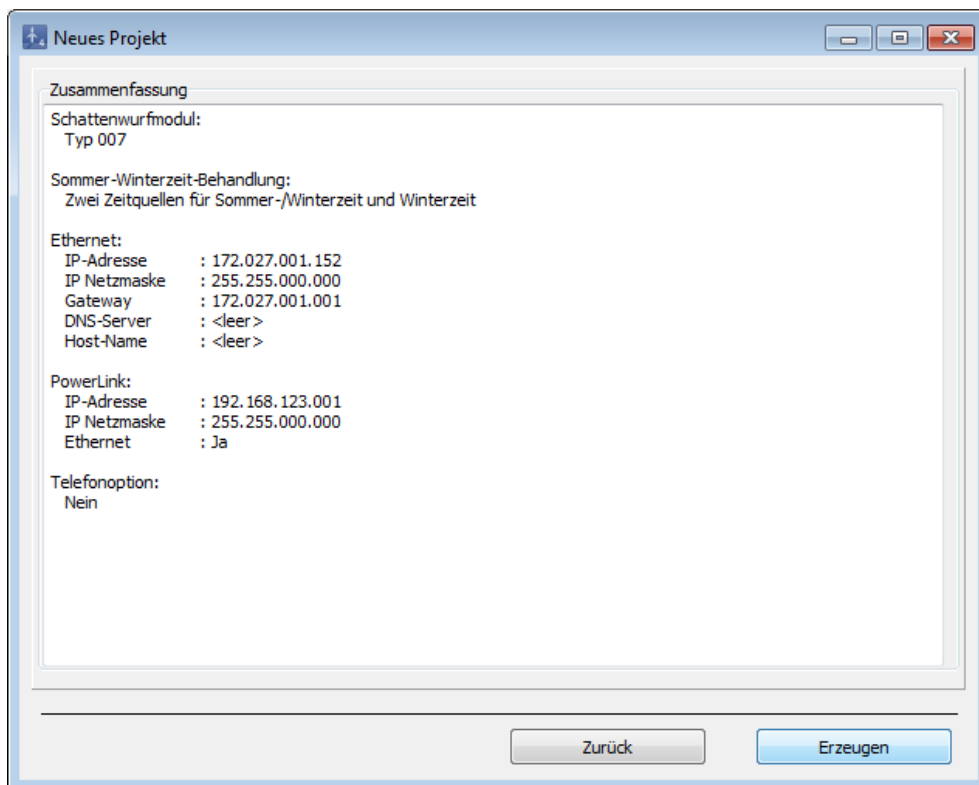 Neues Projekt
Zusammenfassung
Schattenwurfmodul:
Typ 007
Sommer-Winterzeit-Behandlung:
Zwei Zeitquellen für Sommer-/Winterzeit und Winterzeit
Ethernet:
IP-Adresse : 172.027.001.152
IP Netzmaske : 255.255.000.000
Gateway : 172.027.001.001
DNS-Server : <leer>
Host-Name : <leer>
PowerLink:
IP-Adresse : 192.168.123.001
IP Netzmaske : 255.255.000.000
Ethernet : Ja
Telefonoption:
Nein
Zurück Erzeugen